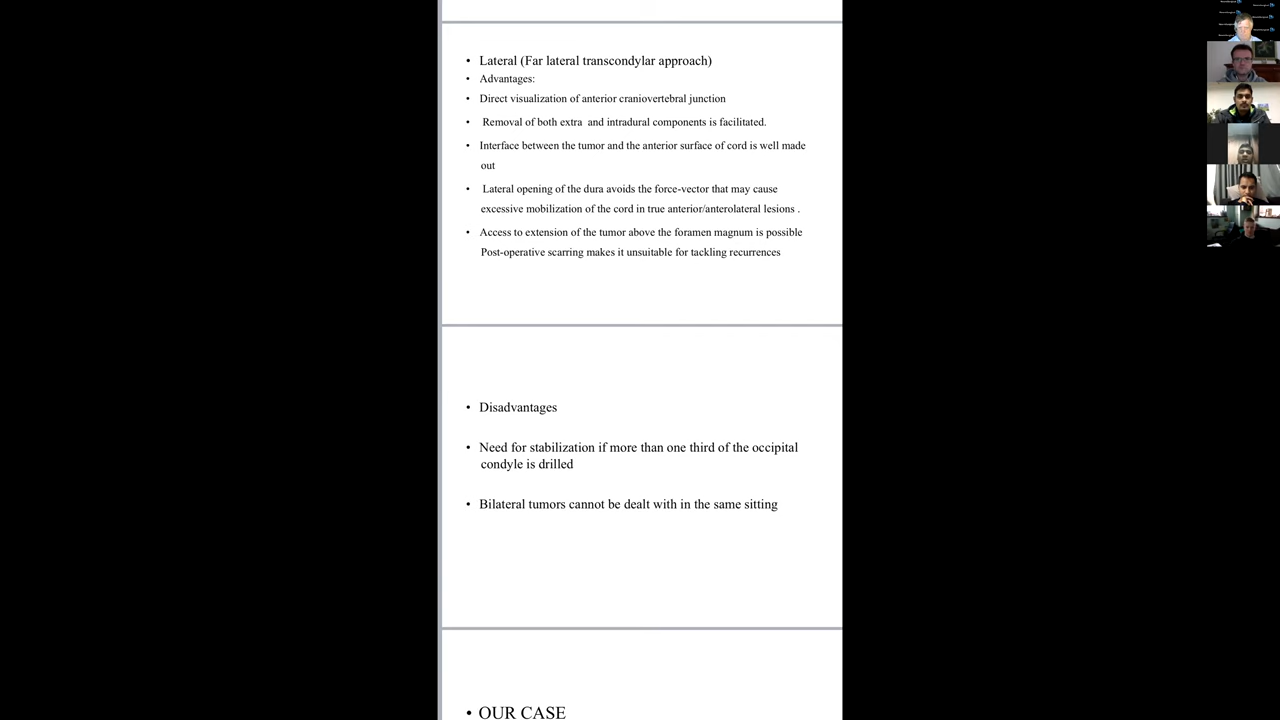 • Lateral (Far lateral transcondylar approach)
• Advantages:
• Direct visualization of anterior craniovertebral junction
• Removal of both extra and intradural components is facilitated.
• Interface between the tumor and the anterior surface of cord is well made
out
• Lateral opening of the dura avoids the force-vector that may cause
excessive mobilization of the cord in true anterior/anterolateral lesions .
• Access to extension of the tumor above the foramen magnum is possible
Post-operative scarring makes it unsuitable for tackling recurrences
• Disadvantages
• Need for stabilization if more than one third of the occipital
condyle is drilled
• Bilateral tumors cannot be dealt with in the same sitting
• OUR CASE